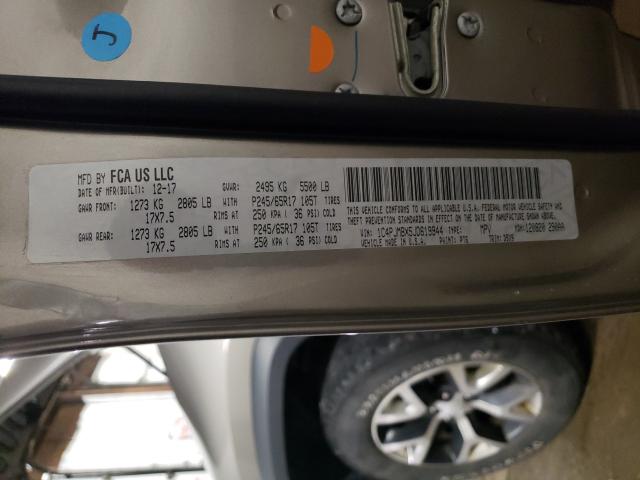 J
MFD BY FCA US LLC
DATE OF MFR(BUILT): 12-17 GVWR: 2495 KG 5500 LB
GAWR FRONT: 1273 KG 2805 LB WITH P245/65R17 105T TIRES
17X7.5 RIMS AT 250 KPA ( 36 PSI) COLD
GAWR REAR: 1273 KG 2805 LB WITH P245/65R17 105T TIRES
17X7.5 RIMS AT 250 KPA ( 36 PSI) COLD
THIS VEHICLE CONFORMS TO ALL APPLICABLE U.S.A. FEDERAL MOTOR VEHICLE SAFETY AND
THEFT PREVENTION STANDARDS IN EFFECT ON THE DATE OF MANUFACTURE SHOWN ABOVE.
VIN: 1C4PJMBX5JD619944 TYPE: MPV
VEHICLE MADE IN U.S.A. PAINT: TRIM: